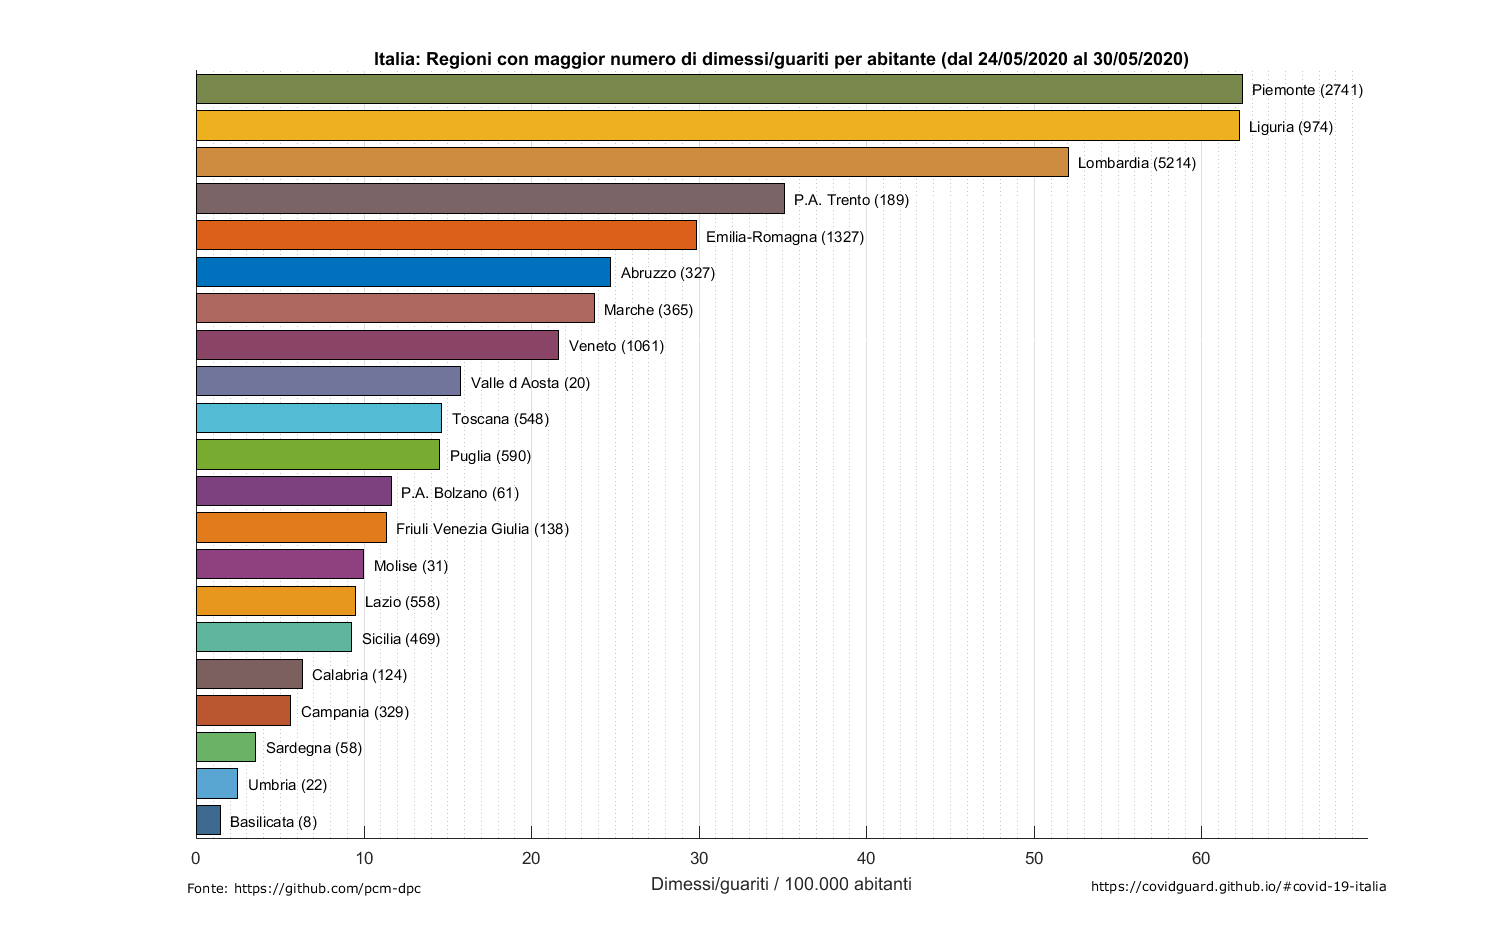 Italia: Regioni con maggior numero di dimessi/guariti per abitante (dal 24/05/2020 al 30/05/2020)
Piemonte (2741)
Liguria (974)
Lombardia (5214)
P.A. Trento (189)
Emilia-Romagna (1327)
Abruzzo (327)
Marche (365)
Veneto (1061)
Valle d Aosta (20)
Toscana (548)
Puglia (590)
P.A. Bolzano (61)
Friuli Venezia Giulia (138)
Molise (31)
Lazio (558)
Sicilia (469)
Calabria (124)
Campania (329)
Sardegna (58)
Umbria (22)
Basilicata (8)
0 10 20 30 40 50 60
Dimessi/guariti / 100.000 abitanti
Fonte: https://github.com/pcm-dpc
https://covidguard.github.io/#covid-19-italia